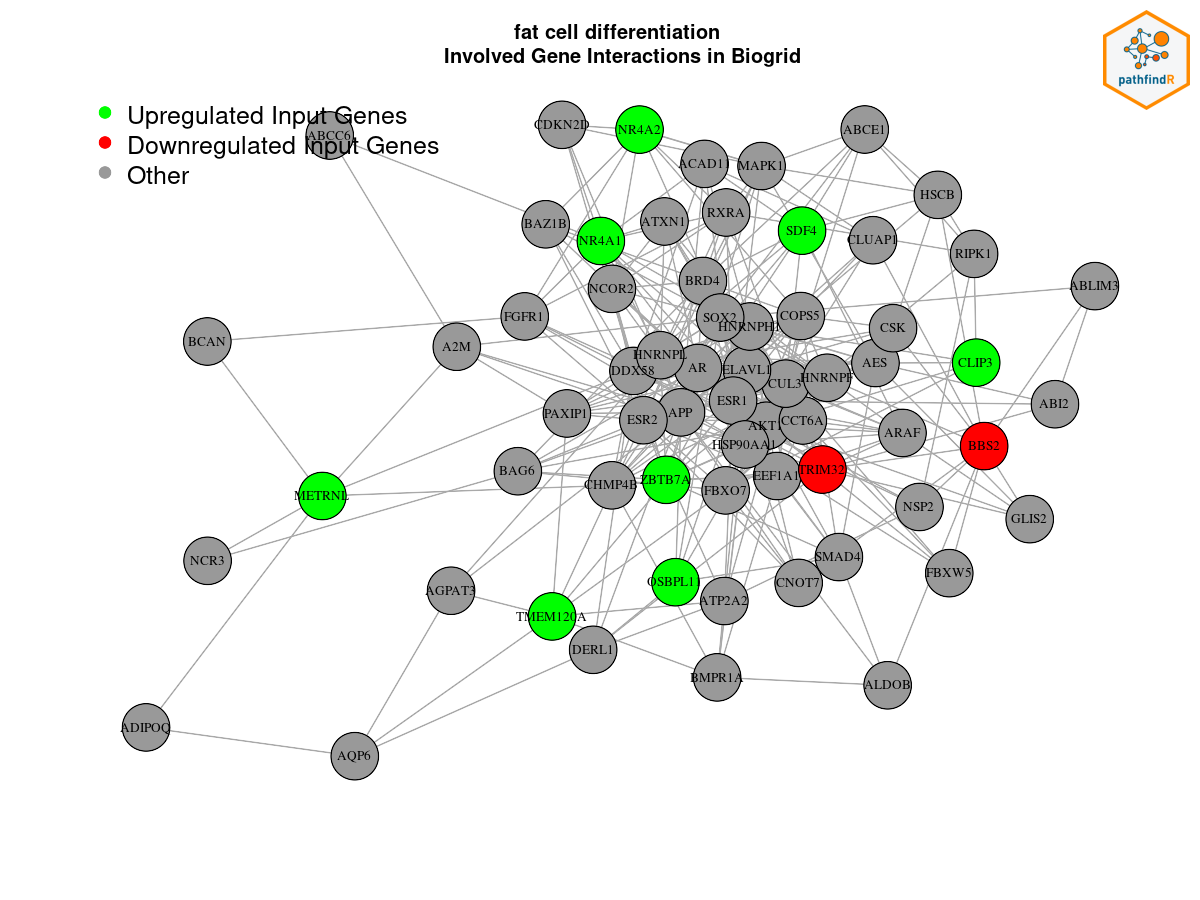 fat cell differentiation
Involved Gene Interactions in Biogrid
pathfindR
Upregulated Input Genes
Downregulated Input Genes
Other
ABCC6
CDKN2D
NR4A2
ABCE1
ACAD11
MAPK1
HSCB
BAZ1B
NR4A1
ATXN1
RXRA
SDF4
CLUAP1
RIPK1
NCOR2
BRD4
ABLIM3
FGFR1
SOX2
HNRNPH1
COPS5
CSK
BCAN
A2M
HNRNPL
DDX58
AR
ELAVL1
CUL3
HNRNPF
AES
CLIP3
PAXIP1
ESR2
APP
ESR1
AKT1
CCT6A
ABI2
ARAF
HSP90AA1
BBS2
BAG6
CHMP4B
ZBTB7A
FBXO7
EEF1A1
TRIM32
METRNL
NSP2
GLIS2
NCR3
SMAD4
FBXW5
AGPAT3
OSBPL11
ATP2A2
CNOT7
TMEM120A
DERL1
BMPR1A
ALDOB
ADIPOQ
AQP6